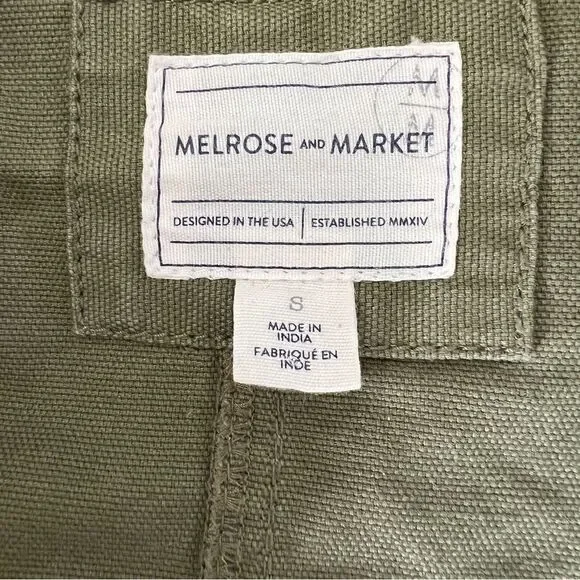 M
M
MELROSE AND MARKET
DESIGNED IN THE USA | ESTABLISHED MMXIV
S
MADE IN
INDIA
FABRIQUÉ EN
INDE